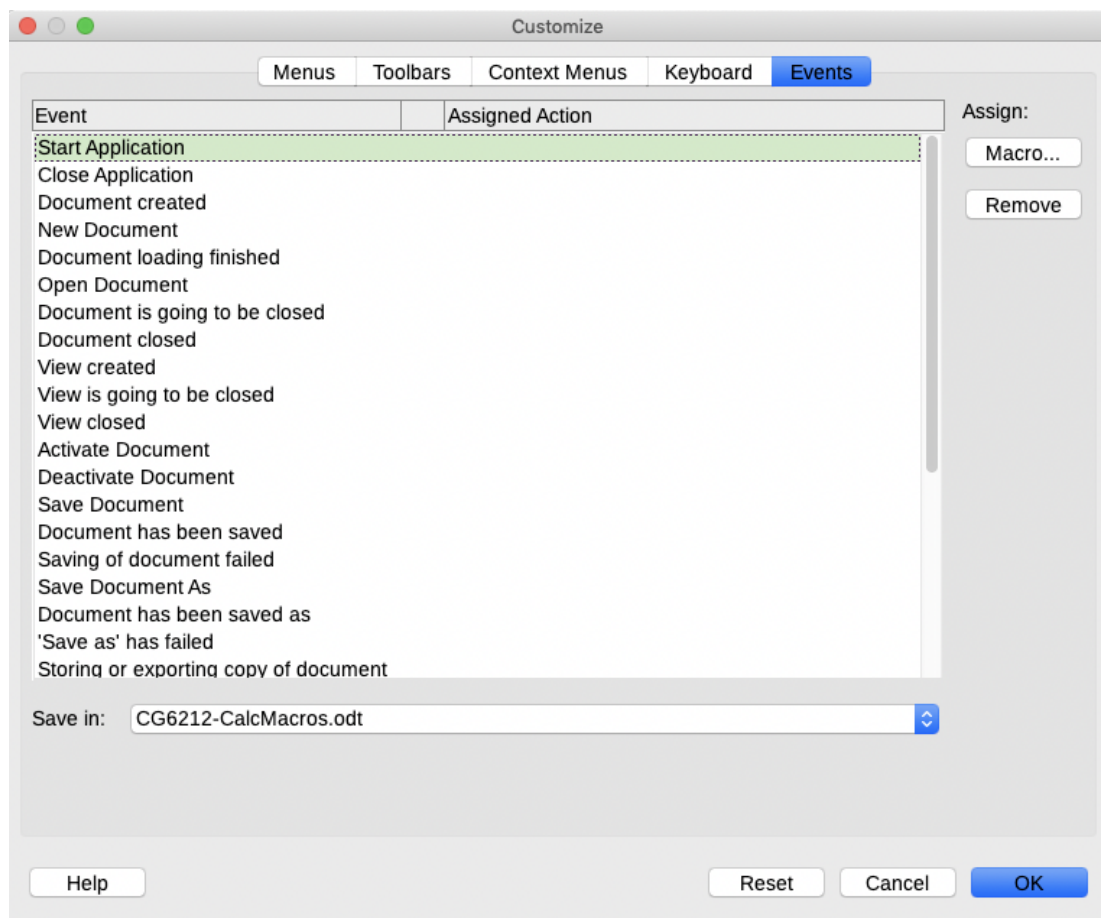 Customize
Menus Toolbars Context Menus Keyboard Events
Event Assigned Action
Assign:
Start Application
Macro...
Close Application
Document created
Remove
New Document
Document loading finished
Open Document
Document is going to be closed
Document closed
View created
View is going to be closed
View closed
Activate Document
Deactivate Document
Save Document
Document has been saved
Saving of document failed
Save Document As
Document has been saved as
'Save as' has failed
Storing or exporting copy of document
Save in: CG6212-CalcMacros.odt
Help Reset Cancel OK